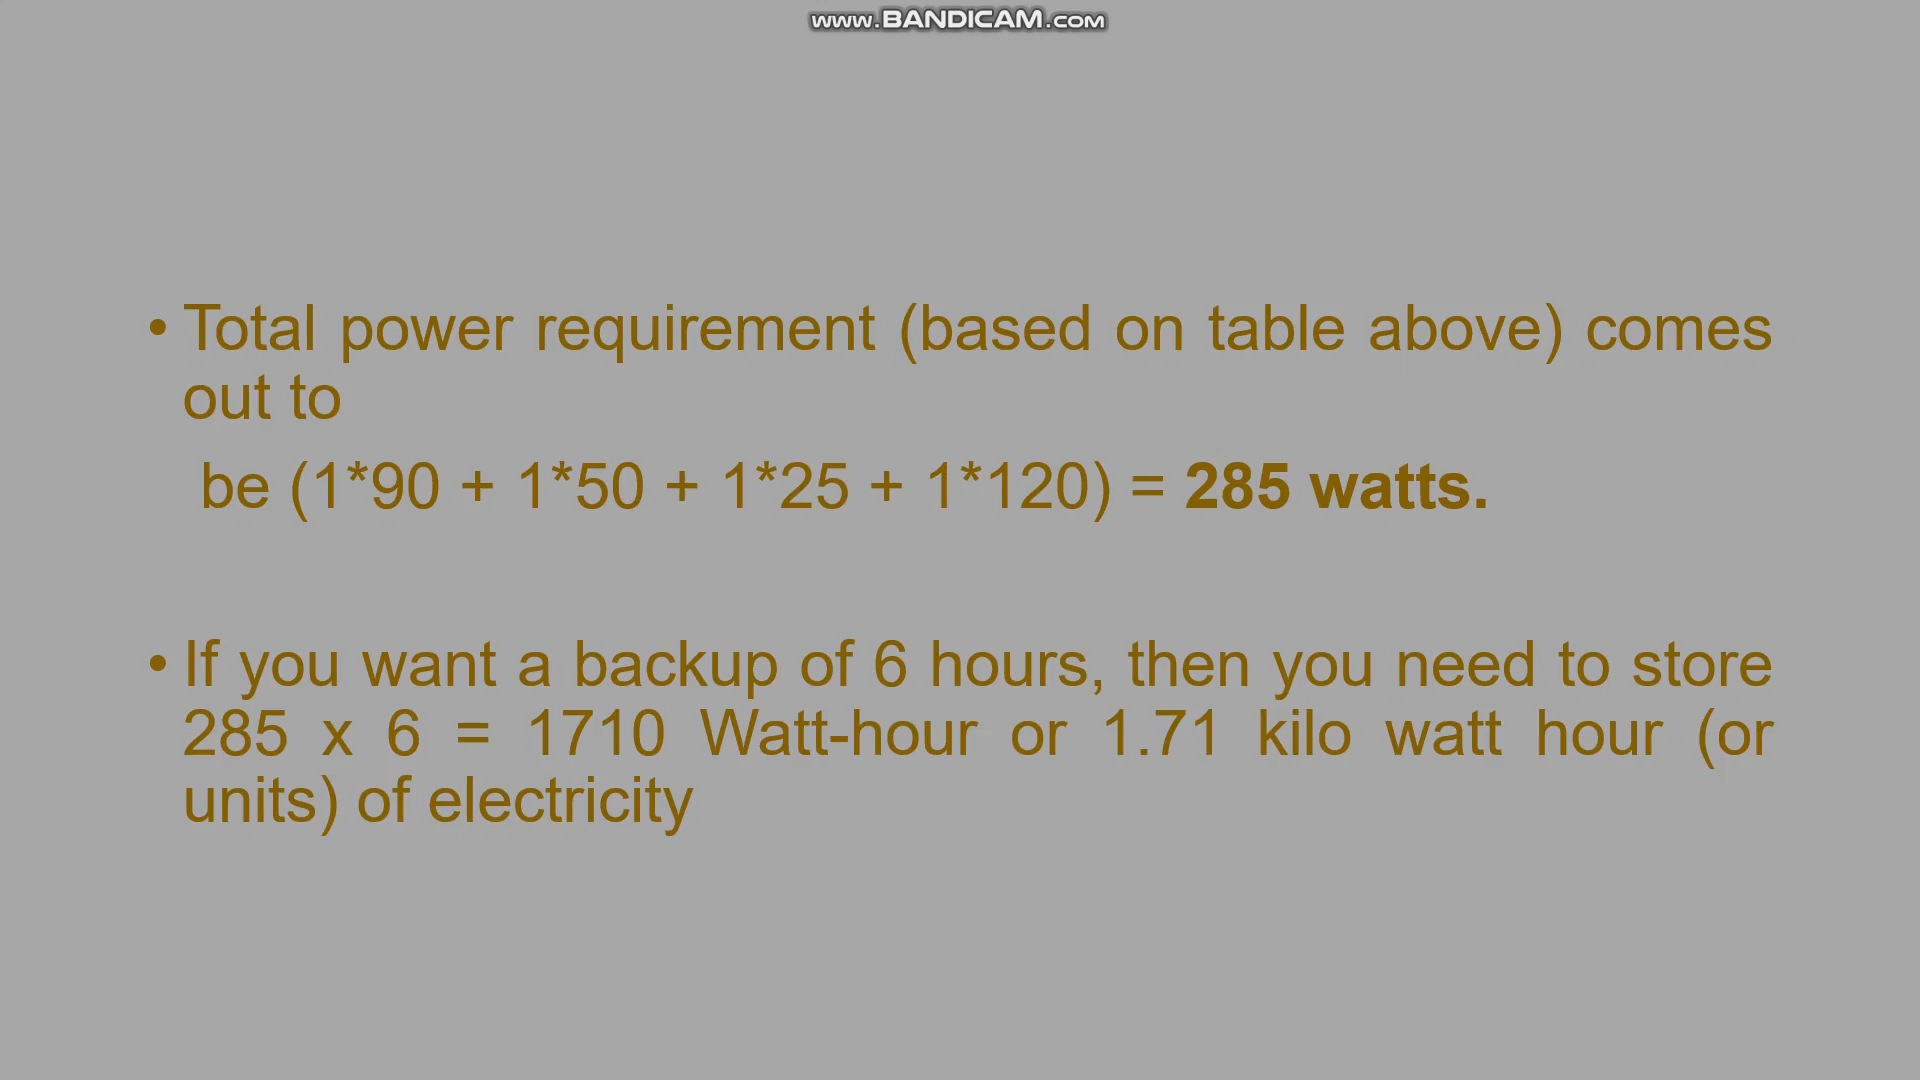 www.BANDICAM.com
• Total power requirement (based on table above) comes
out to
be (1*90 + 1*50 + 1*25 + 1*120) = 285 watts.
• If you want a backup of 6 hours, then you need to store
285 x 6 = 1710 Watt-hour or 1.71 kilo watt hour (or
units) of electricity